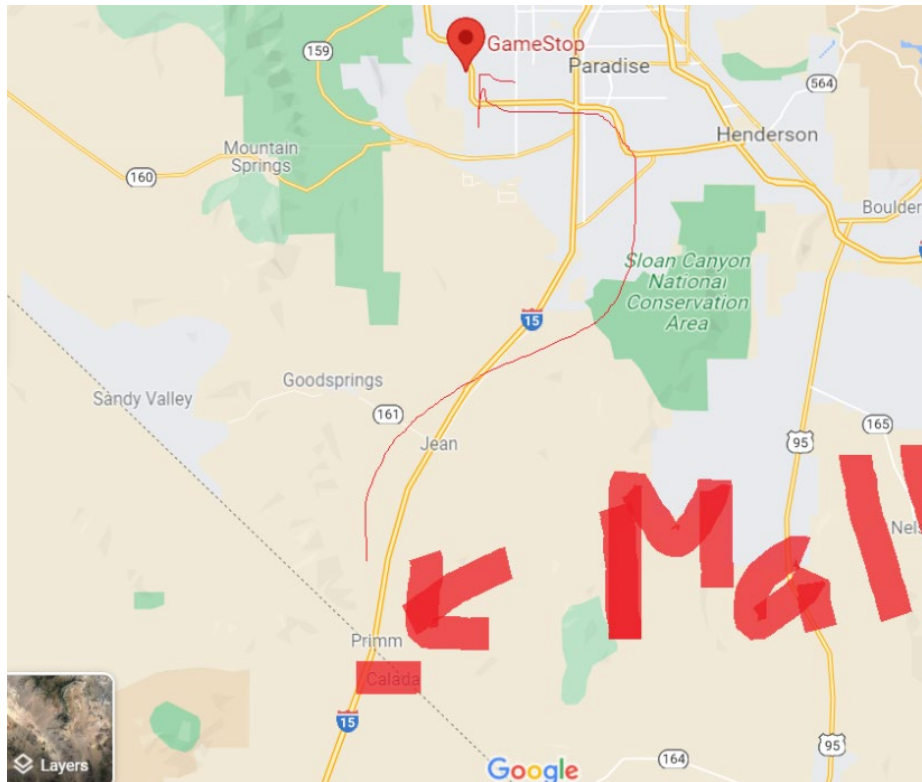 GameStop
159
Paradise
564
Henderson
Mountain
Springs
160
Boulder
Sloan Canyon
National
Conservation
Area
15
Goodsprings
Sandy Valley
161
Jean
95
165
Mall
Nels
Primm
Calada
15
Layers
Google
164
95